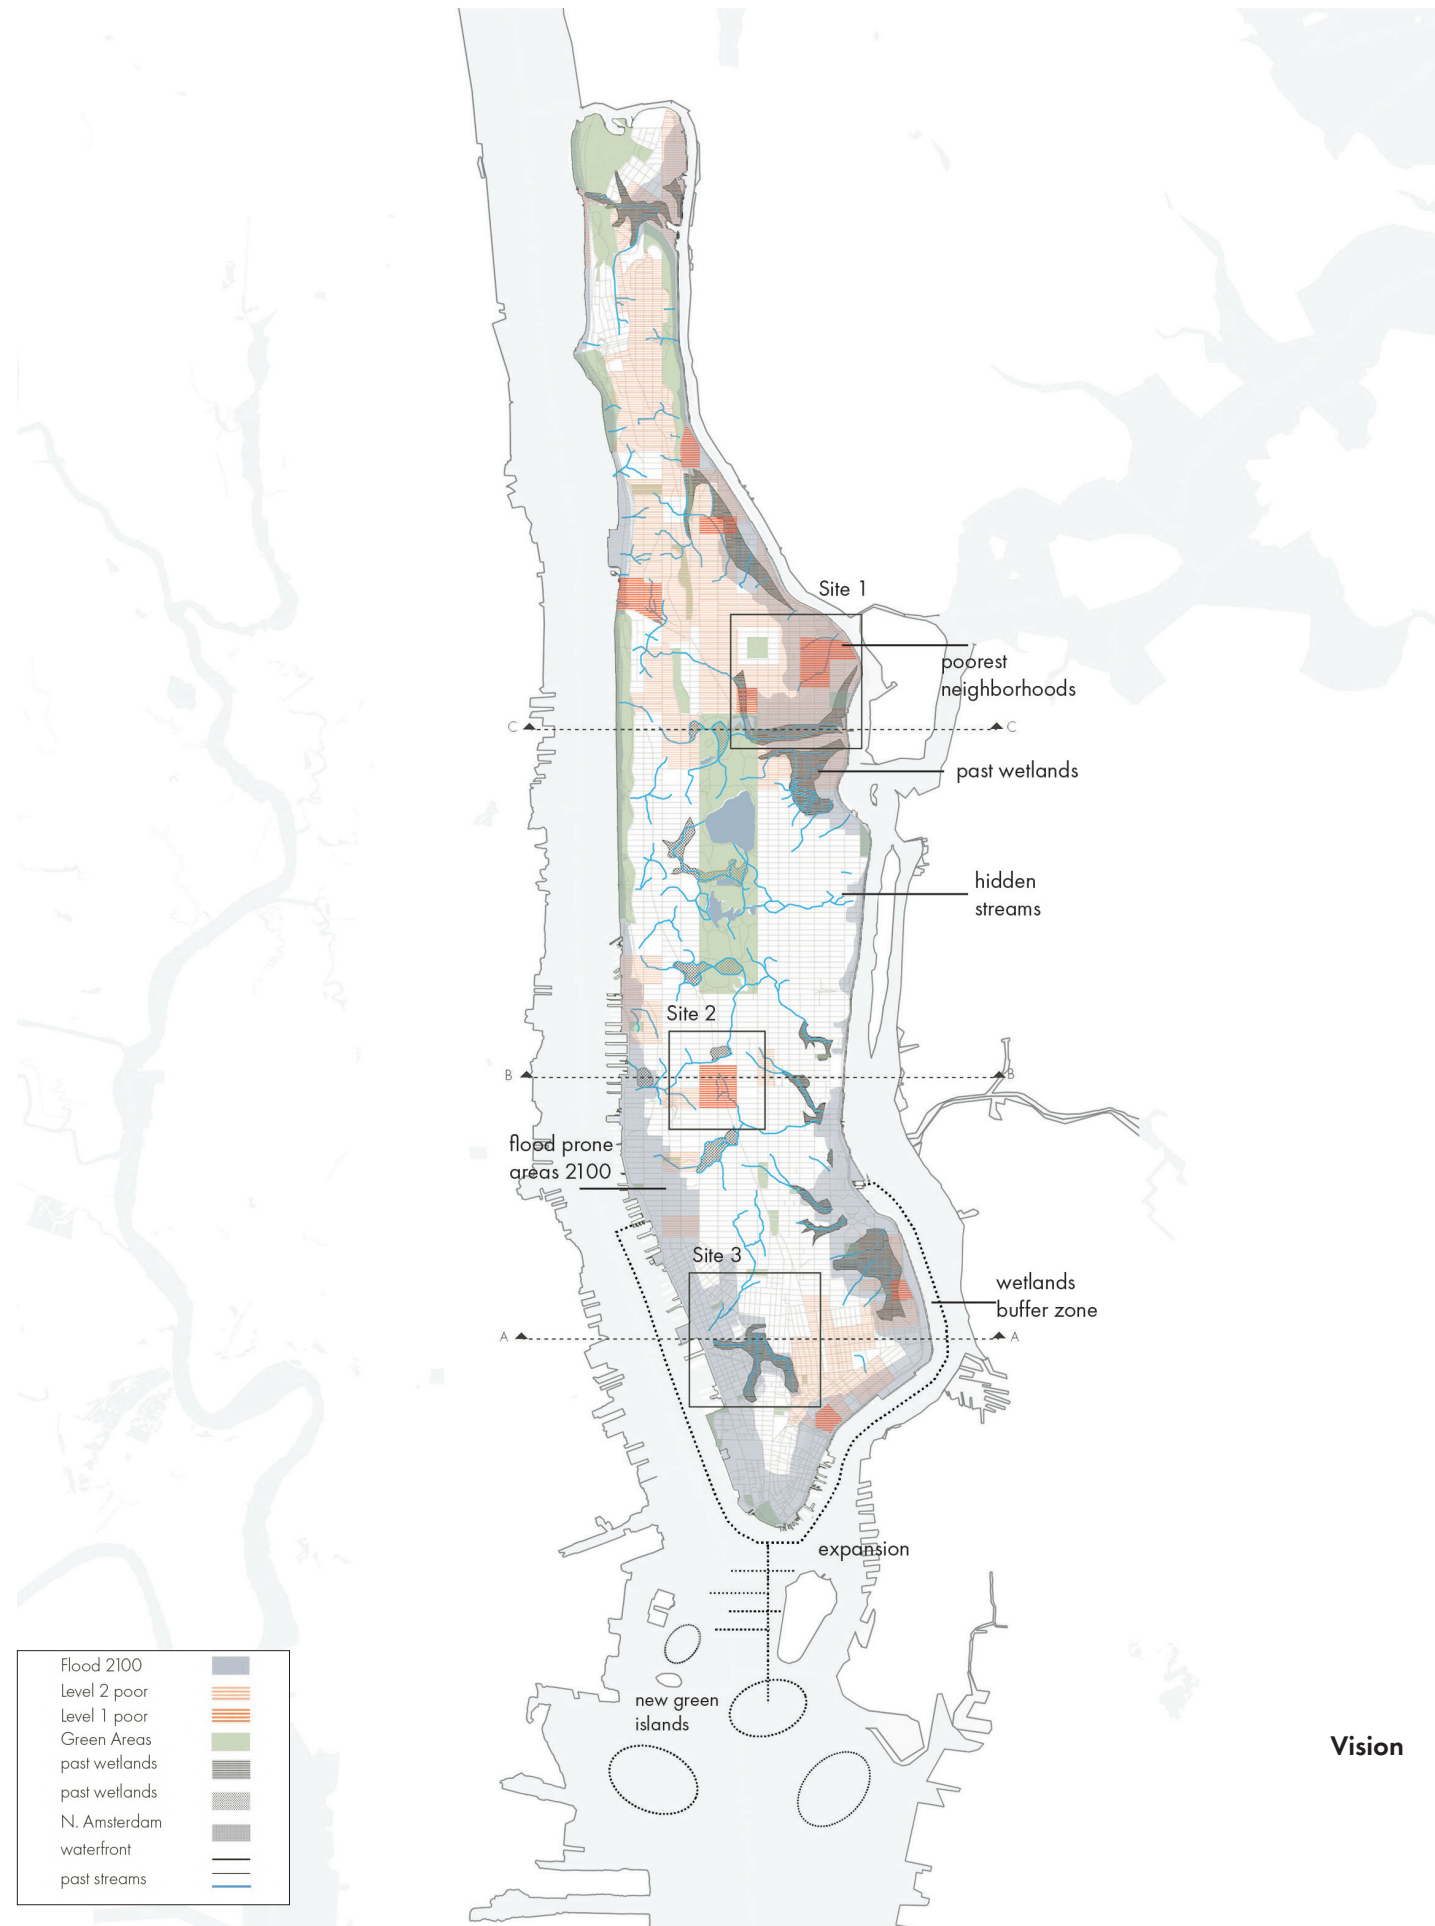 Site 1
poorest
neighborhoods
C
C
past wetlands
hidden
streams
Site 2
B
B
flood prone
areas 2100
Site 3
wetlands
buffer zone
A
A
expansion
new green
islands
Vision
Flood 2100
Level 2 poor
Level 1 poor
Green Areas
past wetlands
past wetlands
N. Amsterdam
waterfront
past streams